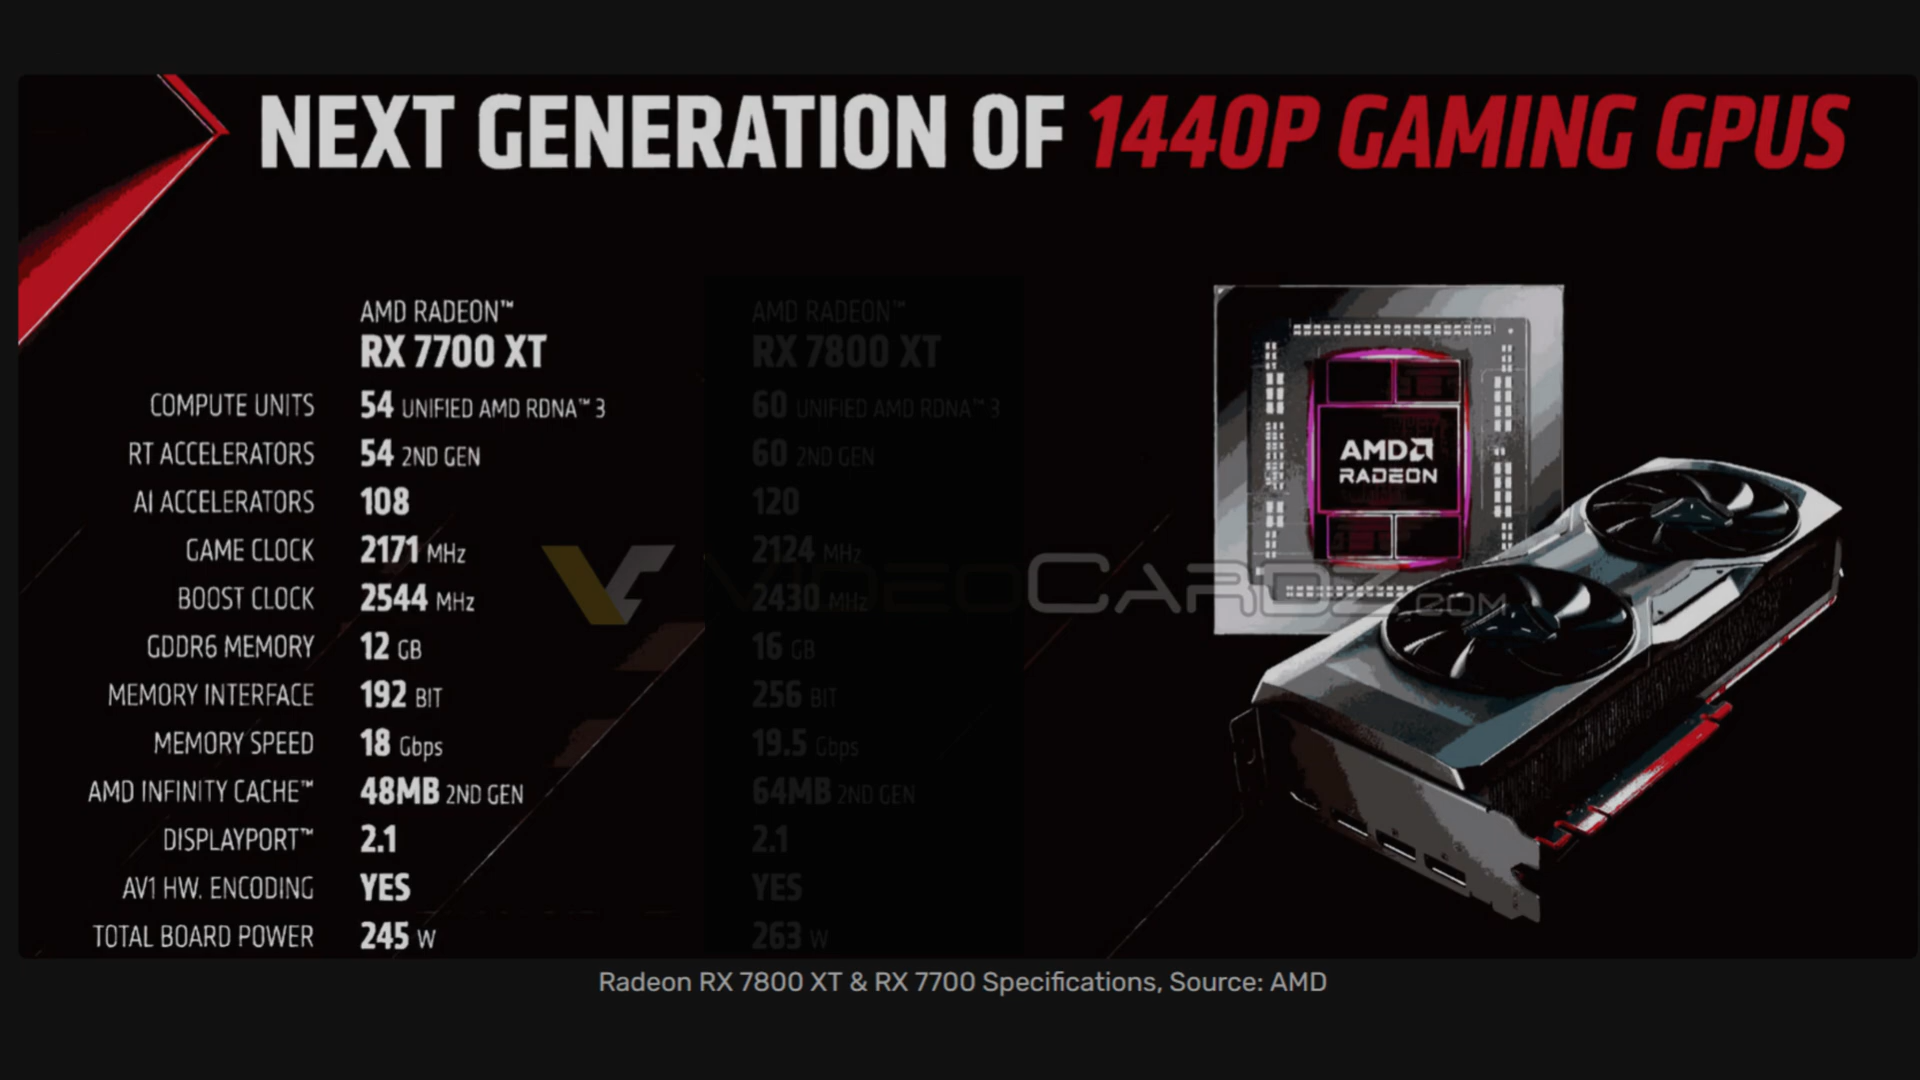 NEXT GENERATION OF 1440P GAMING GPUS
AMD RADEON™ AMD RADEON™
RX 7700 XT RX 7800 XT
COMPUTE UNITS 54 UNIFIED AMD RDNA™ 3 60 UNIFIED AMD RDNA™ 3
RT ACCELERATORS 54 2ND GEN 60 2ND GEN
AI ACCELERATORS 108 120
GAME CLOCK 2171 MHz 2124 MHz
BOOST CLOCK 2544 MHz 2430 MHz
GDDR6 MEMORY 12 GB 16 GB
MEMORY INTERFACE 192 BIT 256 BIT
MEMORY SPEED 18 Gbps 19.5 Gbps
AMD INFINITY CACHE™ 48MB 2ND GEN 64MB 2ND GEN
DISPLAYPORT™ 2.1 2.1
AV1 HW. ENCODING YES YES
TOTAL BOARD POWER 245 W 263 W
AMD
RADEON
VIDEOCARDZ.COM
Radeon RX 7800 XT & RX 7700 Specifications, Source: AMD